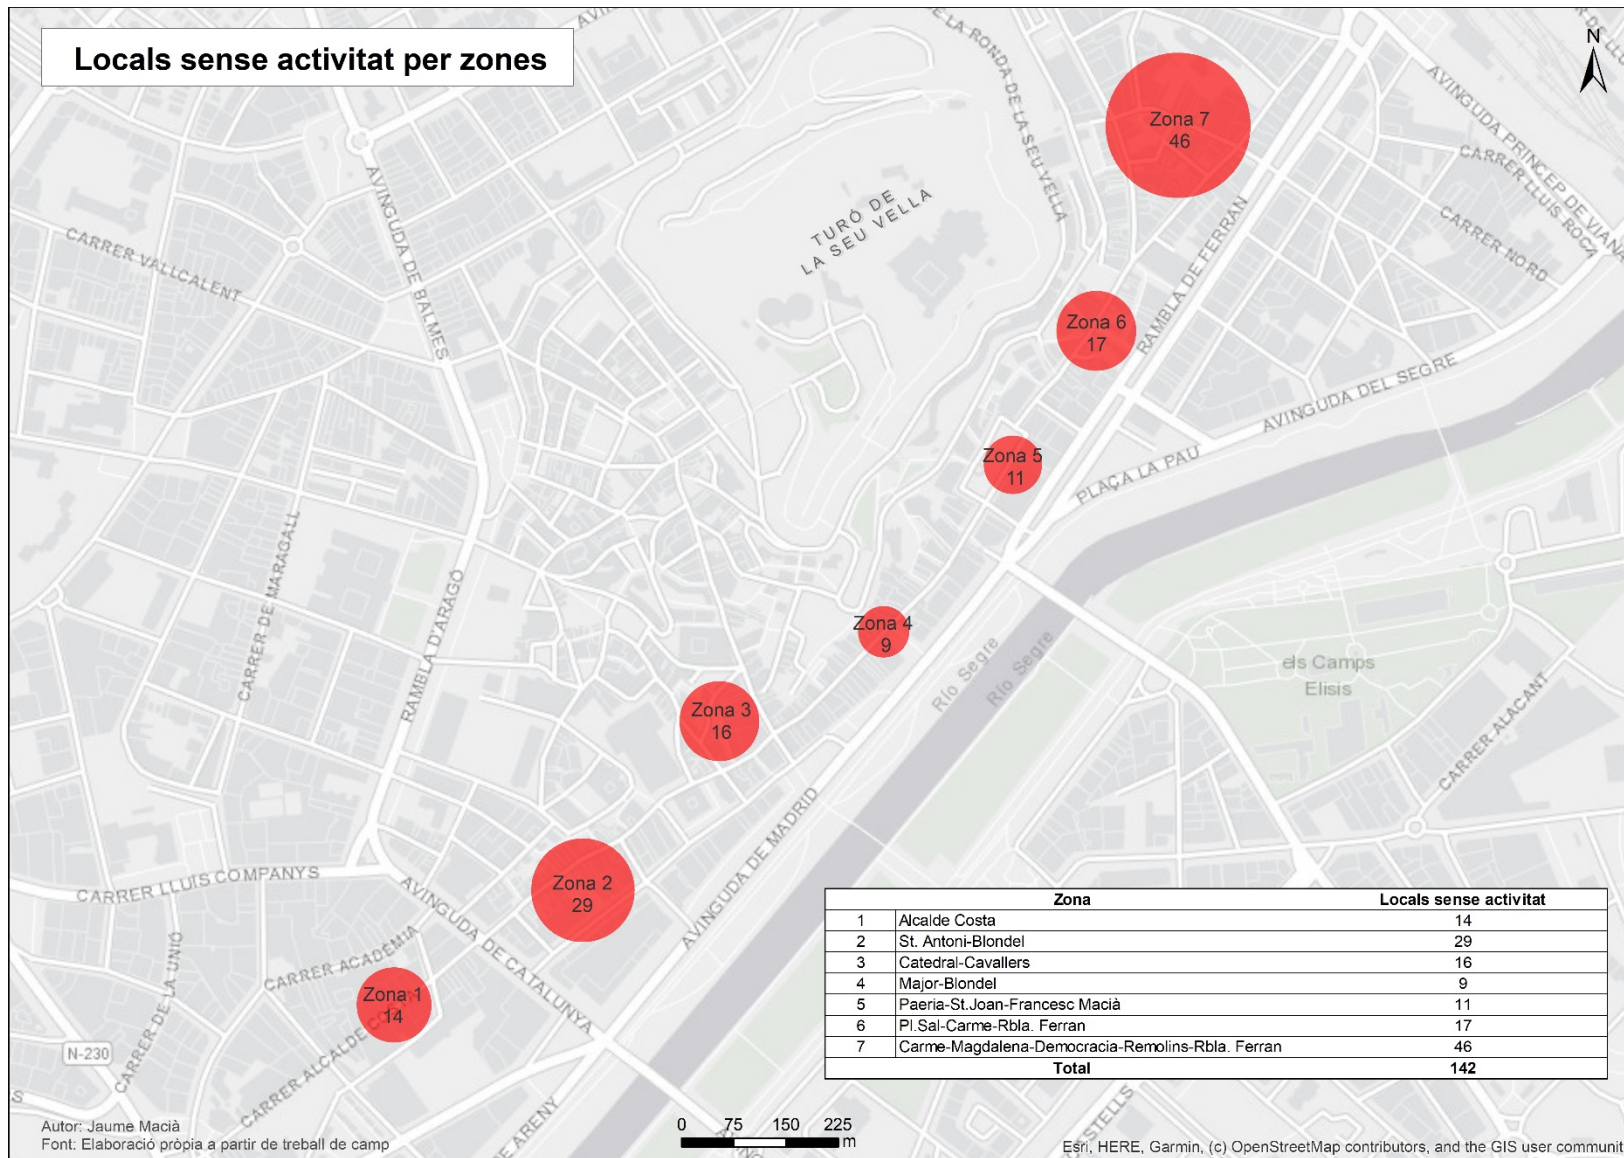 Locals sense activitat per zones
N
AVINGUDA
DE LA RONDA DE LA SEU VELLA
AVINGUDA PRINCEP DE VIANA
CARRER LLUÍS ROCA
CARRER NORD
Zona 7
46
TURÓ DE
LA SEU VELLA
CARRER VALLCALENT
AVINGUDA DE BALMES
RAMBLA DE FERRAN
Zona 6
17
AVINGUDA DEL SEGRE
Zona 5
11
PLAÇA LA PAU
CARRER DE MARAGALL
RAMBLA D'ARAGÓ
Zona 4
9
Río Segre
Río Segre
els Camps
Elisis
Zona 3
16
CARRER ALACANT
AVINGUDA DE MADRID
CARRER LLUÍS COMPANYS
Zona 2
29
AVINGUDA DE CATALUNYA
CARRER ACADÈMIA
CARRER DE LA UNIÓ
Zona 1
14
CARRER ALCALDE COSTA
N-230
Zona Locals sense activitat
1 Alcalde Costa 14
2 St. Antoni-Blondel 29
3 Catedral-Cavallers 16
4 Major-Blondel 9
5 Paeria-St.Joan-Francesc Macià 11
6 Pl.Sal-Carme-Rbla. Ferran 17
7 Carme-Magdalena-Democracia-Remolins-Rbla. Ferran 46
Total 142
Autor: Jaume Macià
Font: Elaboració pròpia a partir de treball de camp
0 75 150 225
m
Esri, HERE, Garmin, (c) OpenStreetMap contributors, and the GIS user communit